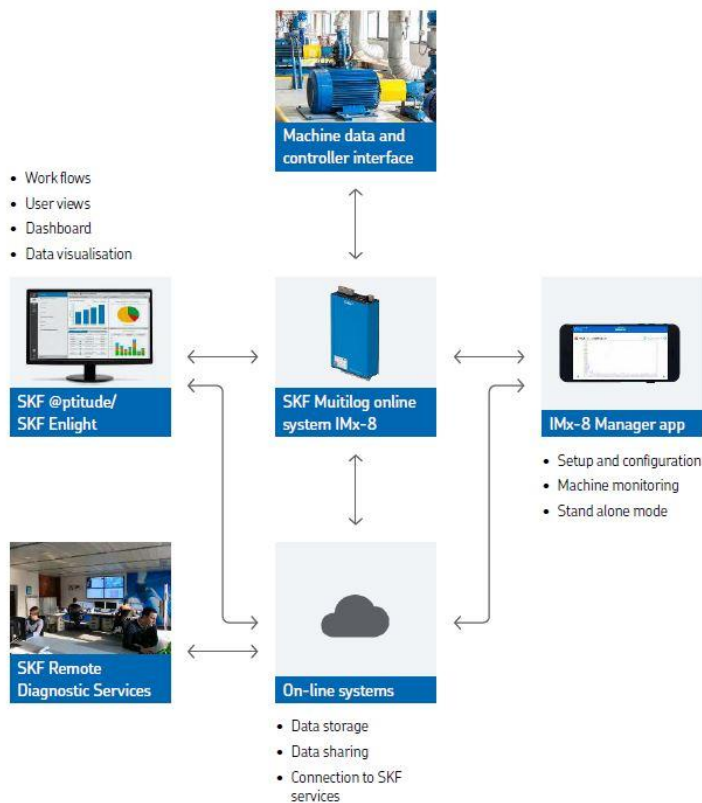 Machine data and
controller interface
• Work flows
• User views
• Dashboard
• Data visualisation
SKF @ptitude/
SKF Enlight
SKF Muitilog online
system IMx-8
IMx-8 Manager app
• Setup and configuration
• Machine monitoring
• Stand alone mode
SKF Remote
Diagnostic Services
On-line systems
• Data storage
• Data sharing
• Connection to SKF
services